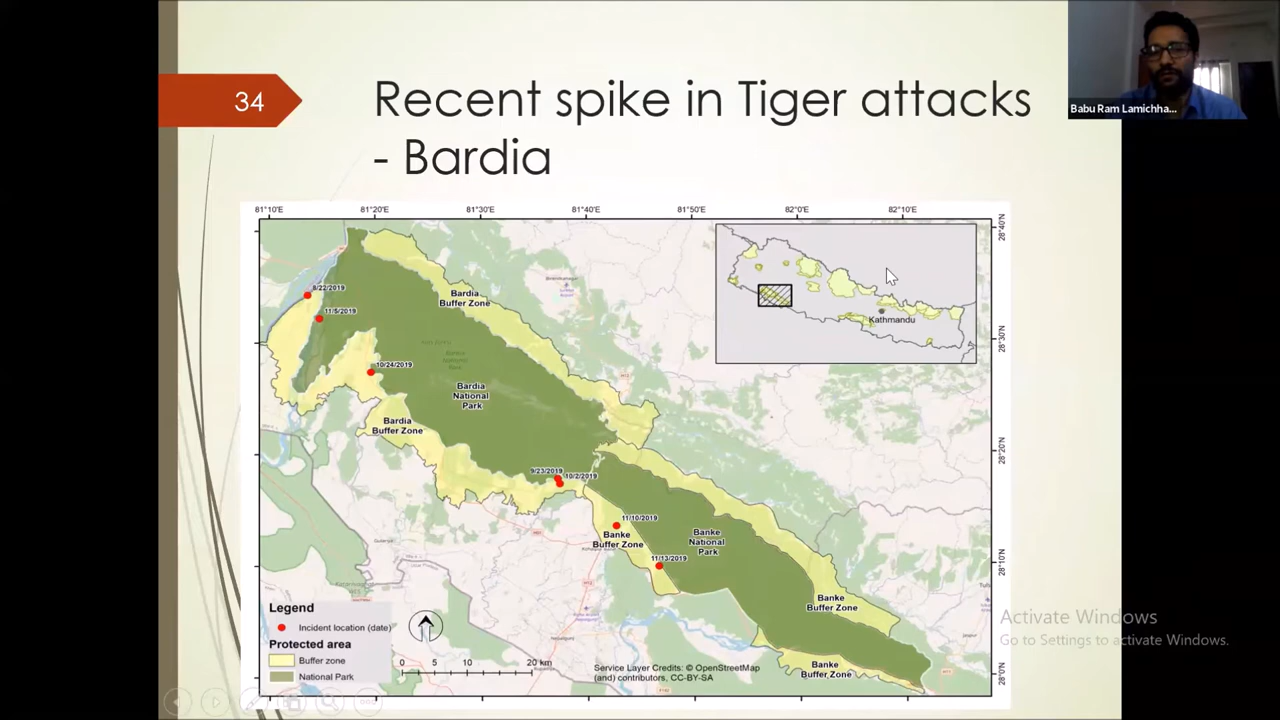 34
Recent spike in Tiger attacks
- Bardia
Babu Ram Lamichha...
81°10'E
81°20'E
81°30'E
81°40'E
81°50'E
82°0'E
82°10'E
28°40'N
28°30'N
28°20'N
28°10'N
28°0'N
Kathmandu
8/22/2019
11/5/2019
10/24/2019
9/23/2019
10/2/2019
11/10/2019
11/13/2019
Bardia
Buffer Zone
Bardia
National
Park
Bardia
Buffer Zone
Banke
Buffer Zone
Banke
National
Park
Banke
Buffer Zone
Banke
Buffer Zone
Legend
Incident location (date)
Protected area
Buffer zone
National Park
0 5 10 20 km
Service Layer Credits: © OpenStreetMap
(and) contributors, CC-BY-SA
Activate Windows
Go to Settings to activate Windows.